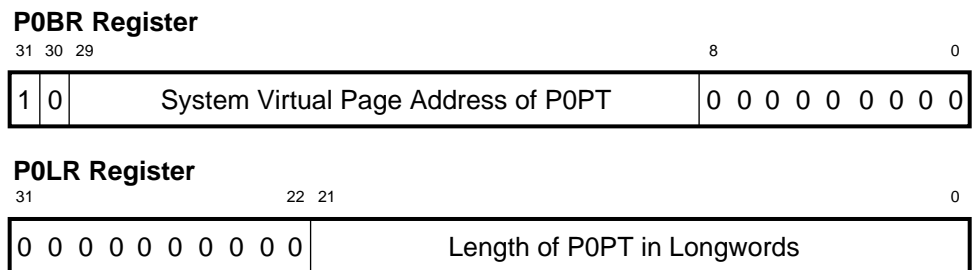 P0BR Register
31 30 29 8 0
1 0 System Virtual Page Address of P0PT 0 0 0 0 0 0 0 0 0
P0LR Register
31 22 21 0
0 0 0 0 0 0 0 0 0 0 Length of P0PT in Longwords